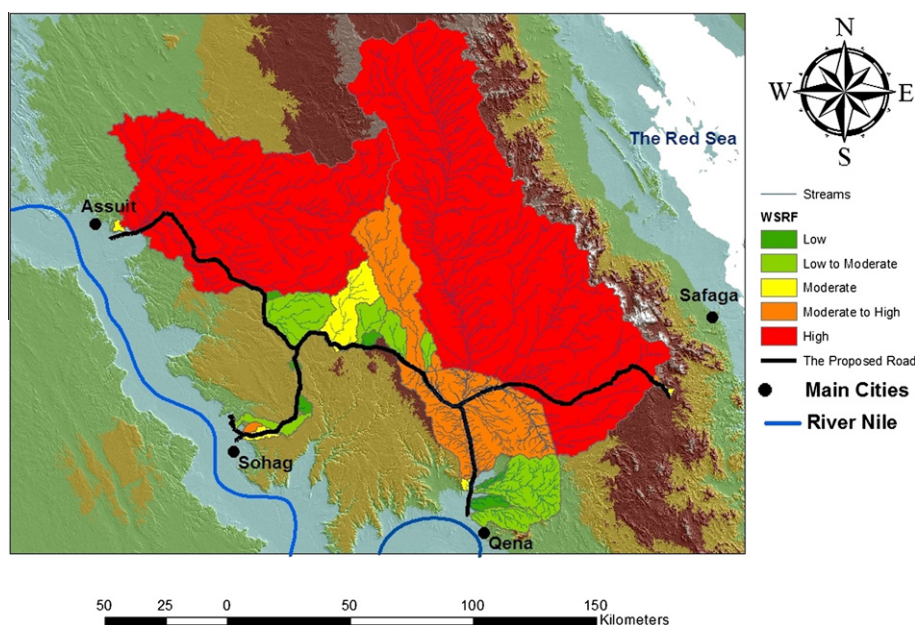 The Red Sea
Assuit
Safaga
Sohag
Qena
N
W E
S
Streams
WSRF
Low
Low to Moderate
Moderate
Moderate to High
High
The Proposed Road
Main Cities
River Nile
50 25 0 50 100 150
Kilometers